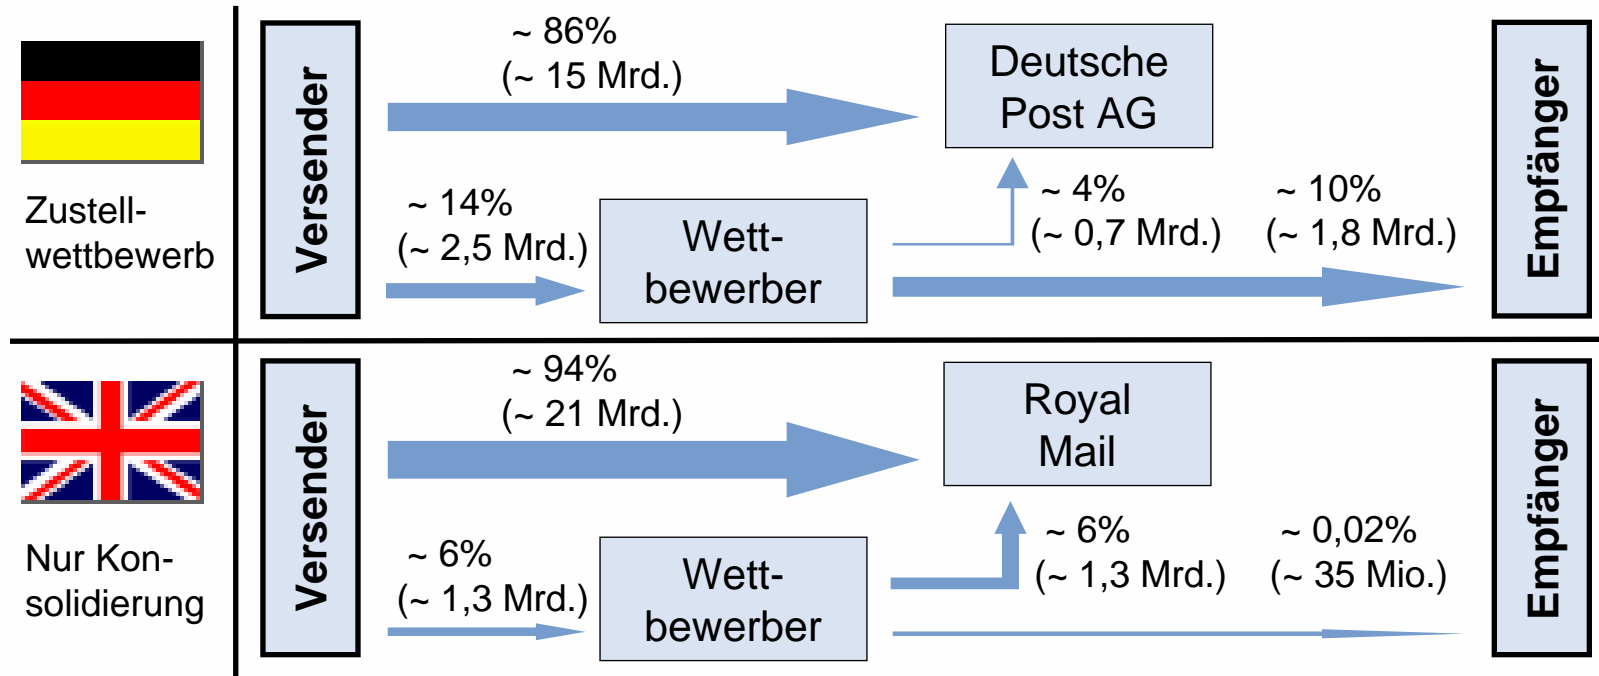 Zustell-
wettbewerb
Versender
~ 86%
(~ 15 Mrd.)
Deutsche
Post AG
~ 14%
(~ 2,5 Mrd.)
Wett-
bewerber
~ 4%
(~ 0,7 Mrd.)
~ 10%
(~ 1,8 Mrd.)
Empfänger
Nur Kon-
solidierung
Versender
~ 94%
(~ 21 Mrd.)
Royal
Mail
~ 6%
(~ 1,3 Mrd.)
Wett-
bewerber
~ 6%
(~ 1,3 Mrd.)
~ 0,02%
(~ 35 Mio.)
Empfänger